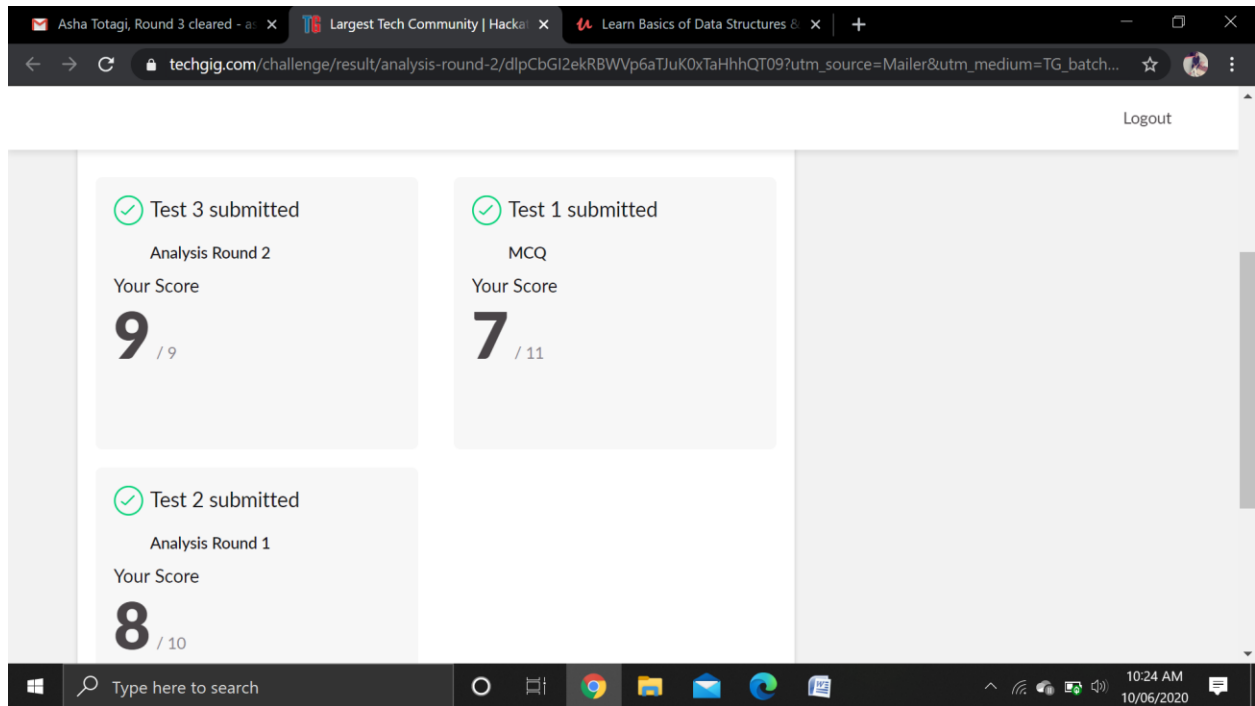 Asha Totagi, Round 3 cleared - as
Largest Tech Community | Hackat
Learn Basics of Data Structures &
techgig.com/challenge/result/analysis-round-2/dlpCbGI2ekRBWVp6aTJuK0xTaHhhQT09?utm_source=Mailer&utm_medium=TG_batch...
Logout
Test 3 submitted
Analysis Round 2
Your Score
9 / 9
Test 1 submitted
MCQ
Your Score
7 / 11
Test 2 submitted
Analysis Round 1
Your Score
8 / 10
Type here to search
10:24 AM
10/06/2020